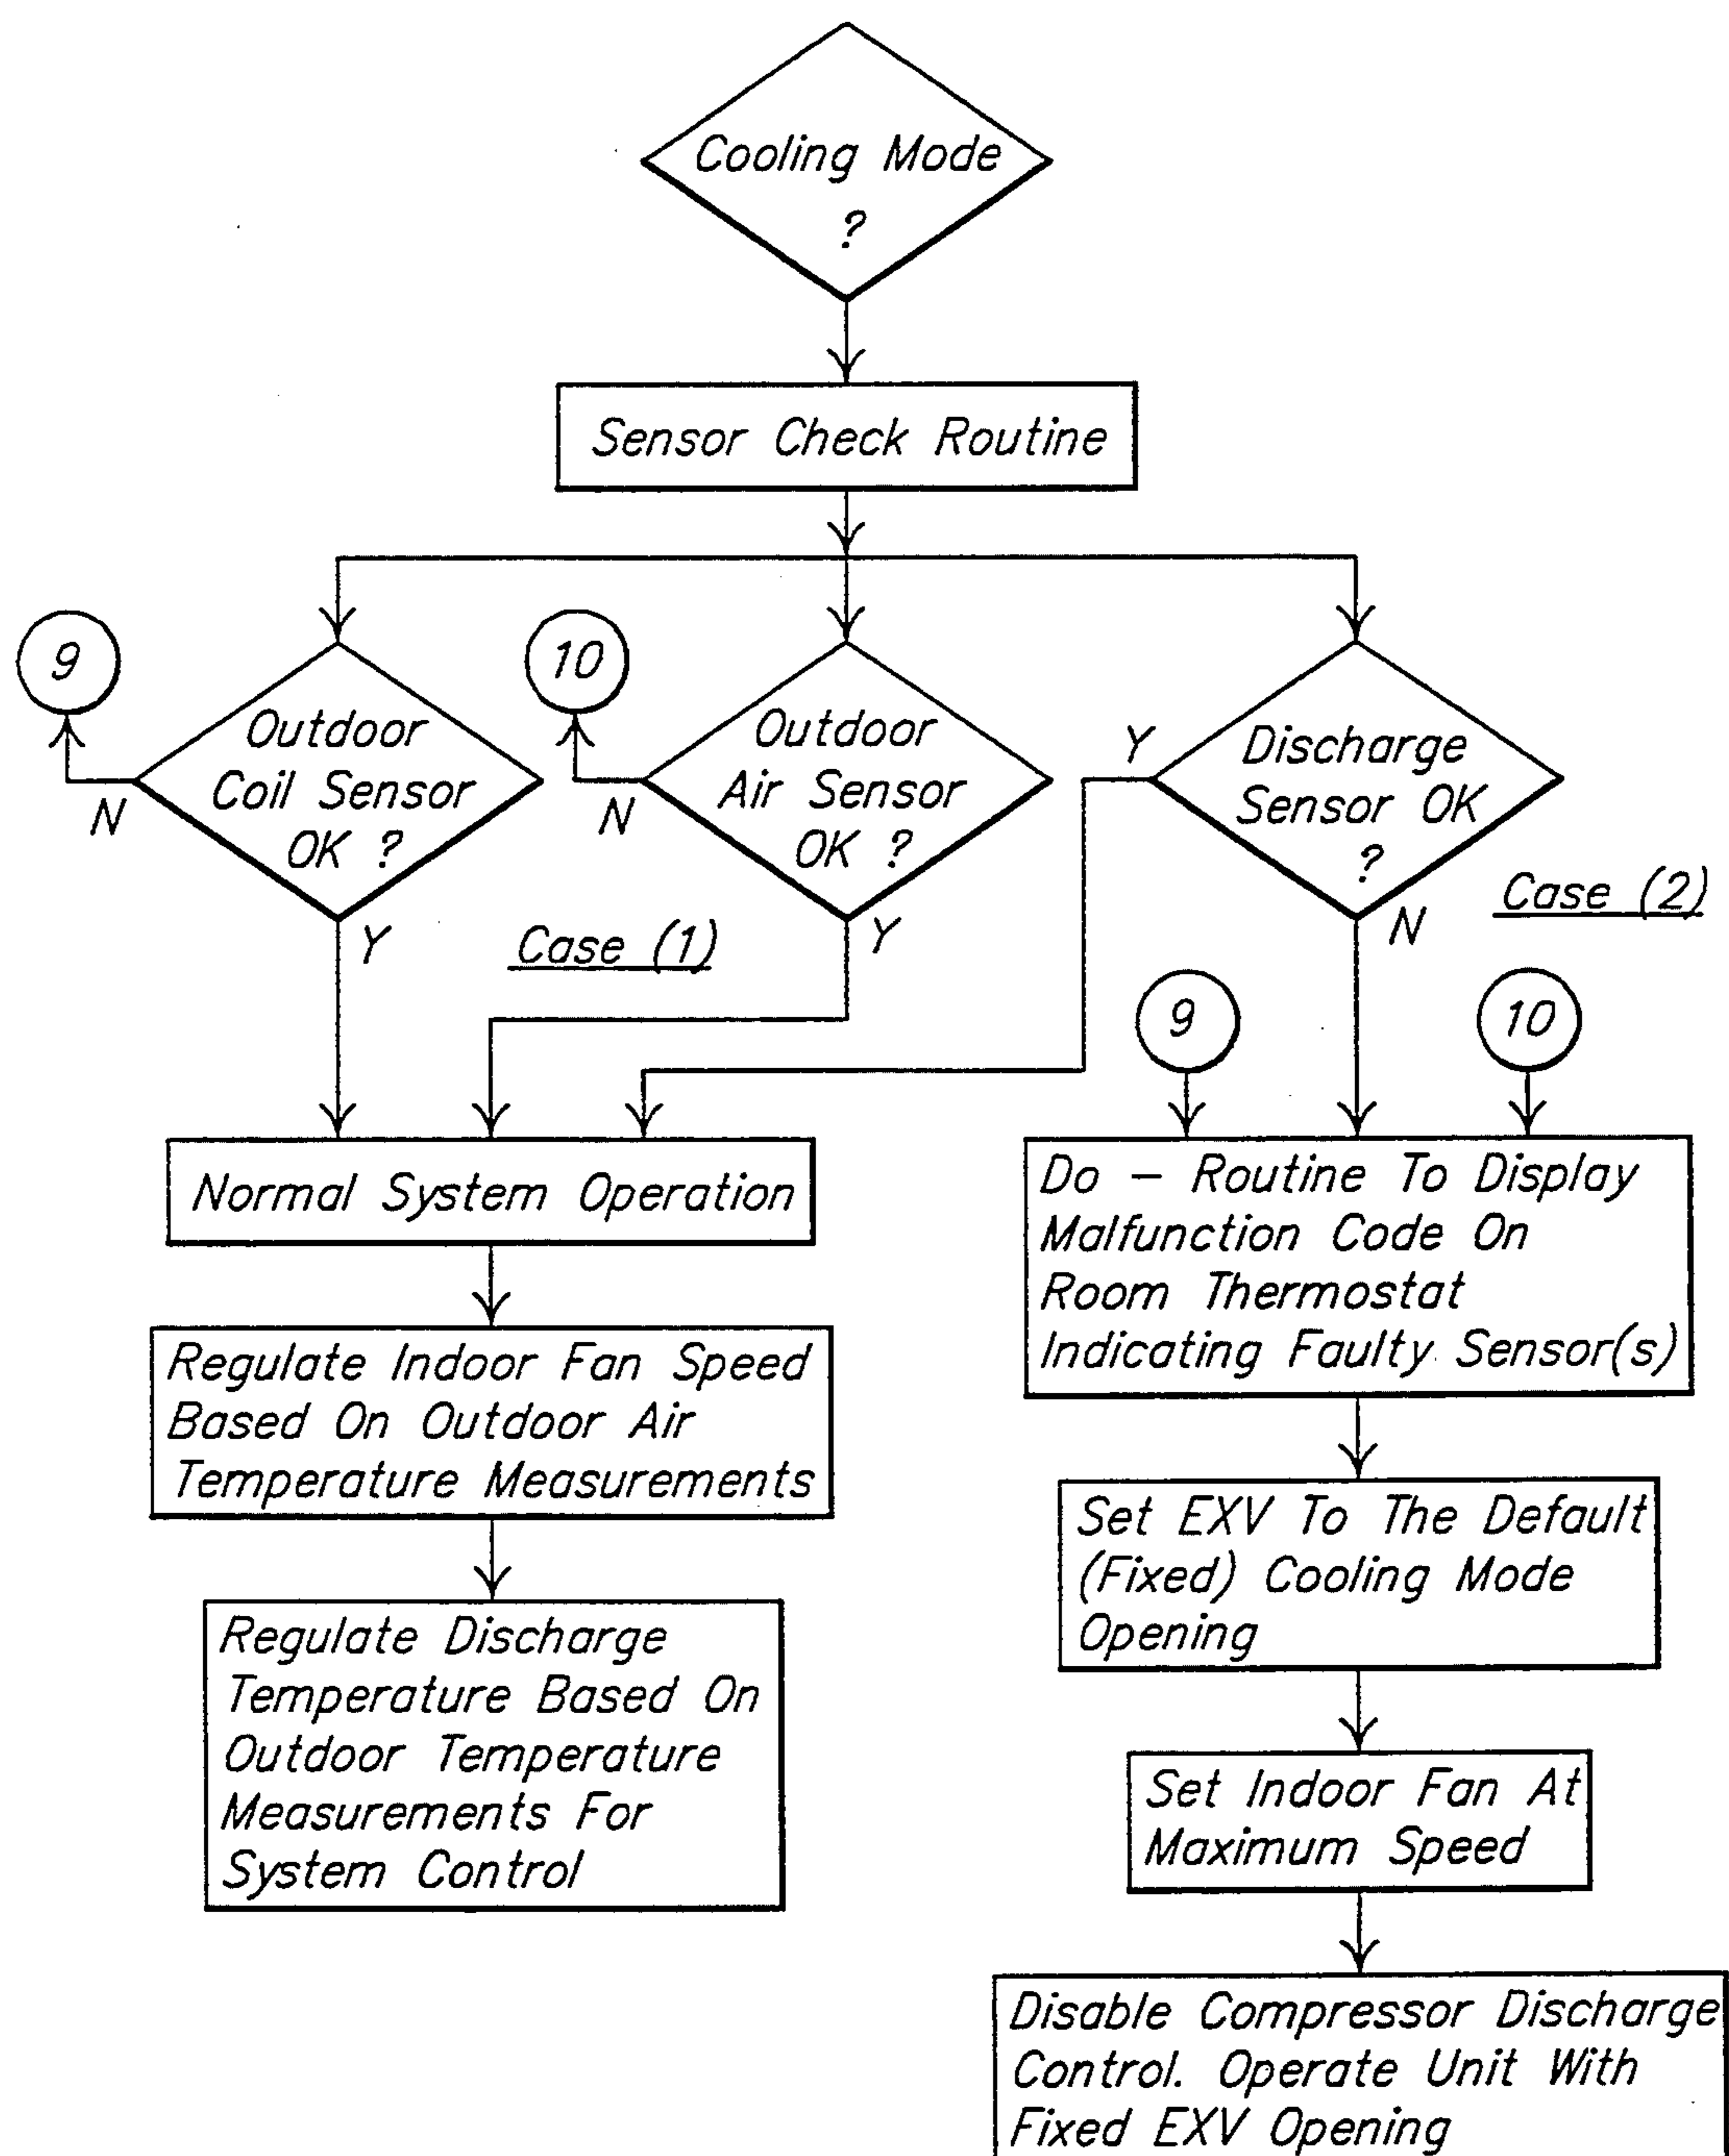 Cooling Mode
?
Sensor Check Routine
9
Outdoor
Coil Sensor
OK ?
N
Y
10
Outdoor
Air Sensor
OK ?
N
Y
Discharge
Sensor OK
?
Y
N
Case (1)
Case (2)
9
10
Normal System Operation
Regulate Indoor Fan Speed
Based On Outdoor Air
Temperature Measurements
Regulate Discharge
Temperature Based On
Outdoor Temperature
Measurements For
System Control
Do – Routine To Display
Malfunction Code On
Room Thermostat
Indicating Faulty Sensor(s)
Set EXV To The Default
(Fixed) Cooling Mode
Opening
Set Indoor Fan At
Maximum Speed
Disable Compressor Discharge
Control. Operate Unit With
Fixed EXV Opening